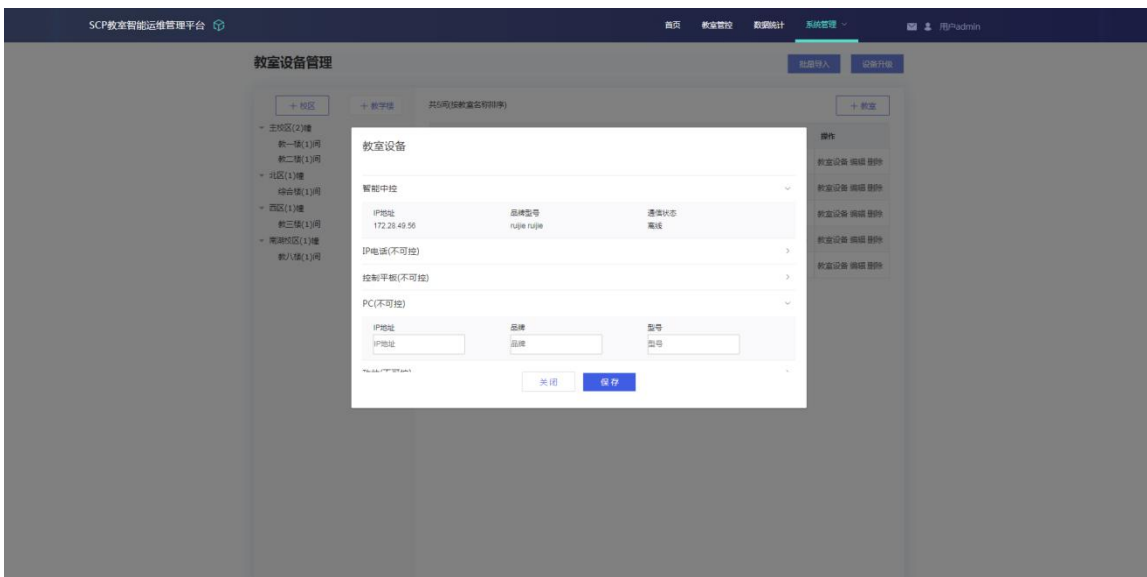 SCP教室智能运维管理平台 首页 教室管控 数据统计 系统管理 用户admin
教室设备管理 批量导入 设备升级
+ 校区 + 教学楼 共5间(按教室名称排序) + 教室
主校区(2)幢
教一楼(1)间
教二楼(1)间
北区(1)幢
综合楼(1)间
西区(1)幢
教三楼(1)间
南湖校区(1)幢
教八楼(1)间
操作
教室设备 编辑 删除
教室设备 编辑 删除
教室设备 编辑 删除
教室设备 编辑 删除
教室设备 编辑 删除
教室设备
智能中控
IP地址 品牌型号 通信状态
172.28.49.56 ruijie ruijie 离线
IP电话(不可控)
控制平板(不可控)
PC(不可控)
IP地址 品牌 型号
IP地址 品牌 型号
关闭 保存